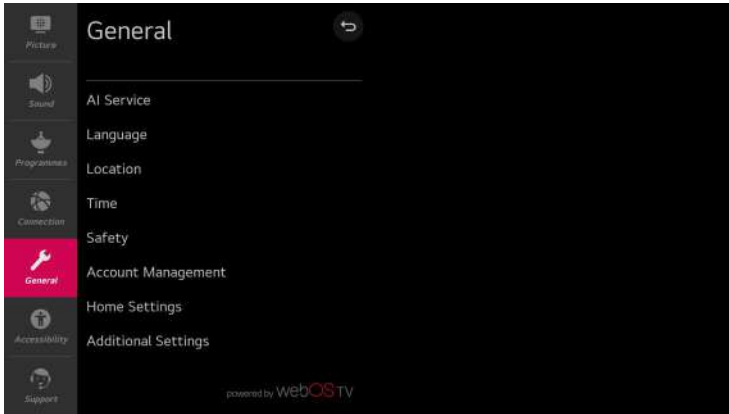 Picture
Sound
Programmes
Connection
General
Accessibility
Support
General
AI Service
Language
Location
Time
Safety
Account Management
Home Settings
Additional Settings
powered by webOS TV